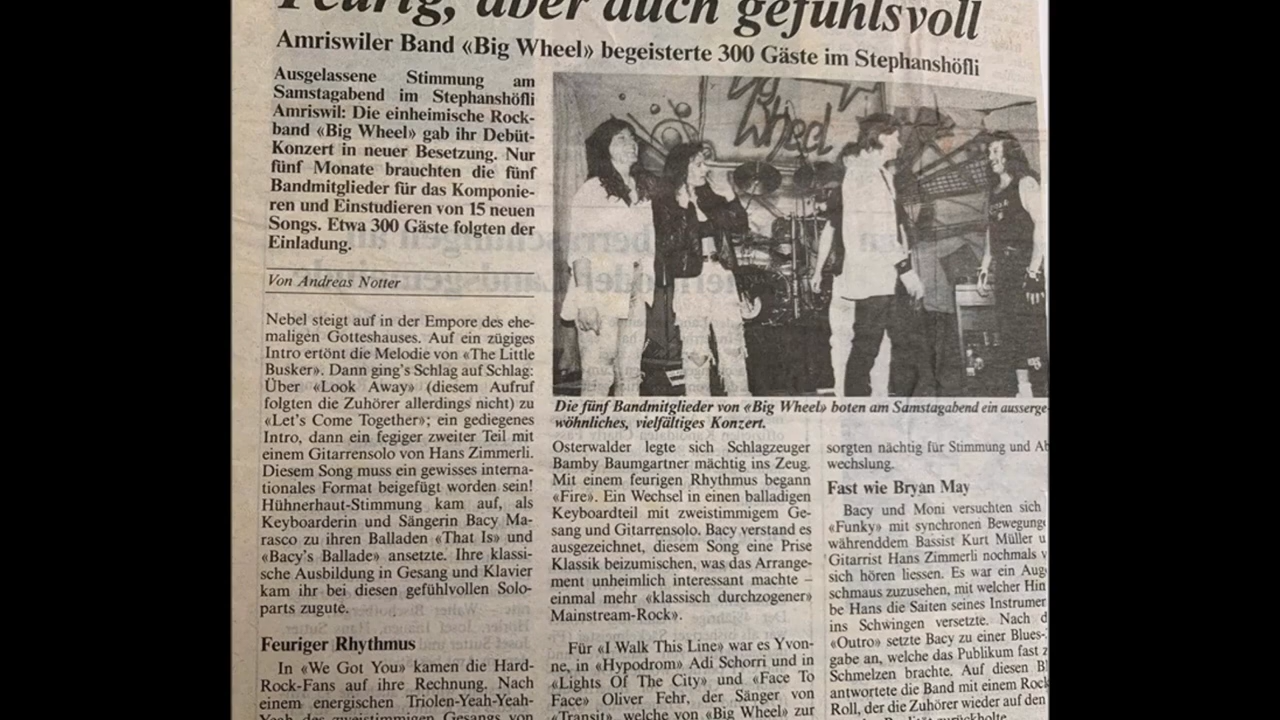 Feurig, aber auch gefühlsvoll
Amriswiler Band «Big Wheel» begeisterte 300 Gäste im Stephanshöfli
Ausgelassene Stimmung am
Samstagabend im Stephanshöfli
Amriswil: Die einheimische Rock-
band «Big Wheel» gab ihr Debüt-
Konzert in neuer Besetzung. Nur
fünf Monate brauchten die fünf
Bandmitglieder für das Komponie-
ren und Einstudieren von 15 neuen
Songs. Etwa 300 Gäste folgten der
Einladung.
Von Andreas Notter
Nebel steigt auf in der Empore des ehe-
maligen Gotteshauses. Auf ein zügiges
Intro ertönt die Melodie von «The Little
Busker». Dann ging's Schlag auf Schlag:
Über «Look Away» (diesem Aufruf
folgten die Zuhörer allerdings nicht) zu
«Let's Come Together»; ein gediegenes
Intro, dann ein fegiger zweiter Teil mit
einem Gitarrensolo von Hans Zimmerli.
Diesem Song muss ein gewisses interna-
tionales Format beigefügt worden sein!
Hühnerhaut-Stimmung kam auf, als
Keyboarderin und Sängerin Bacy Ma-
rasco zu ihren Balladen «That Is» und
«Bacy's Ballade» ansetzte. Ihre klassi-
sche Ausbildung in Gesang und Klavier
kam ihr bei diesen gefühlvollen Solo-
parts zugute.
Feuriger Rhythmus
In «We Got You» kamen die Hard-
Rock-Fans auf ihre Rechnung. Nach
einem energischen Triolen-Yeah-Yeah-
Yeah des zweistimmigen Gesangs von
Big Wheel
Die fünf Bandmitglieder von «Big Wheel» boten am Samstagabend ein ausserge-
wöhnliches, vielfältiges Konzert.
Osterwalder legte sich Schlagzeuger
Bamby Baumgartner mächtig ins Zeug.
Mit einem feurigen Rhythmus begann
«Fire». Ein Wechsel in einen balladigen
Keyboardteil mit zweistimmigem Ge-
sang und Gitarrensolo. Bacy verstand es
ausgezeichnet, diesem Song eine Prise
Klassik beizumischen, was das Arrange-
ment unheimlich interessant machte –
einmal mehr «klassisch durchzogener»
Mainstream-Rock».
Für «I Walk This Line» war es Yvon-
ne, in «Hypodrom» Adi Schorri und in
«Lights Of The City» und «Face To
Face» Oliver Fehr, der Sänger von
«Transit», welche von «Big Wheel» zur
sorgten nächtig für Stimmung und Ab
wechslung.
Fast wie Bryan May
Bacy und Moni versuchten sich
«Funky» mit synchronen Bewegunge
währenddem Bassist Kurt Müller u
Gitarrist Hans Zimmerli nochmals v
sich hören liessen. Es war ein Aug
schmaus zuzusehen, mit welcher Hin
be Hans die Saiten seines Instrumer
ins Schwingen versetzte. Nach d
«Outro» setzte Bacy zu einer Blues-
gabe an, welche das Publikum fast z
Schmelzen brachte. Auf diesen Bl
antwortete die Band mit einem Rock
Roll, der die Zuhörer wieder auf den
zurückholte